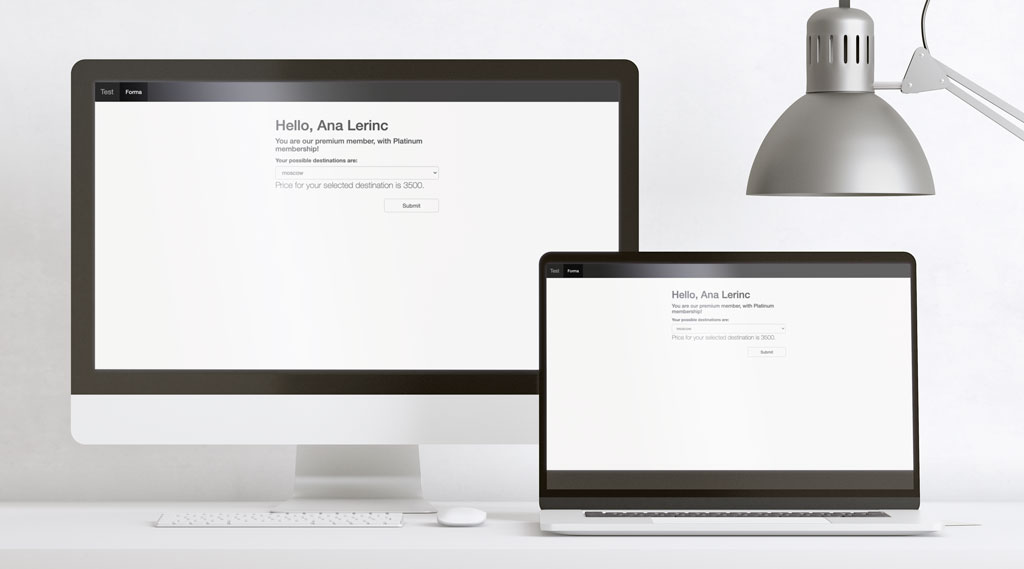 Test Forma
Hello, Ana Lerinc
You are our premium member, with Platinum
membership!
Your possible destinations are:
moscow
Price for your selected destination is 3500.
Submit
Test Forma
Hello, Ana Lerinc
You are our premium member, with Platinum
membership!
Your possible destinations are:
moscow
Price for your selected destination is 3500.
Submit